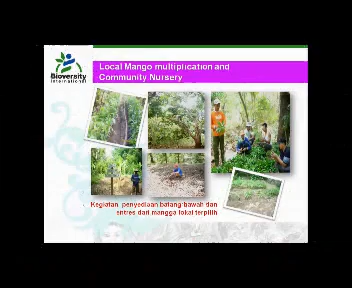 Bioversity
International
Local Mango multiplication and
Community Nursery
Kegiatan penyediaan batang bawah dan
entres dari mangga lokal terpilih